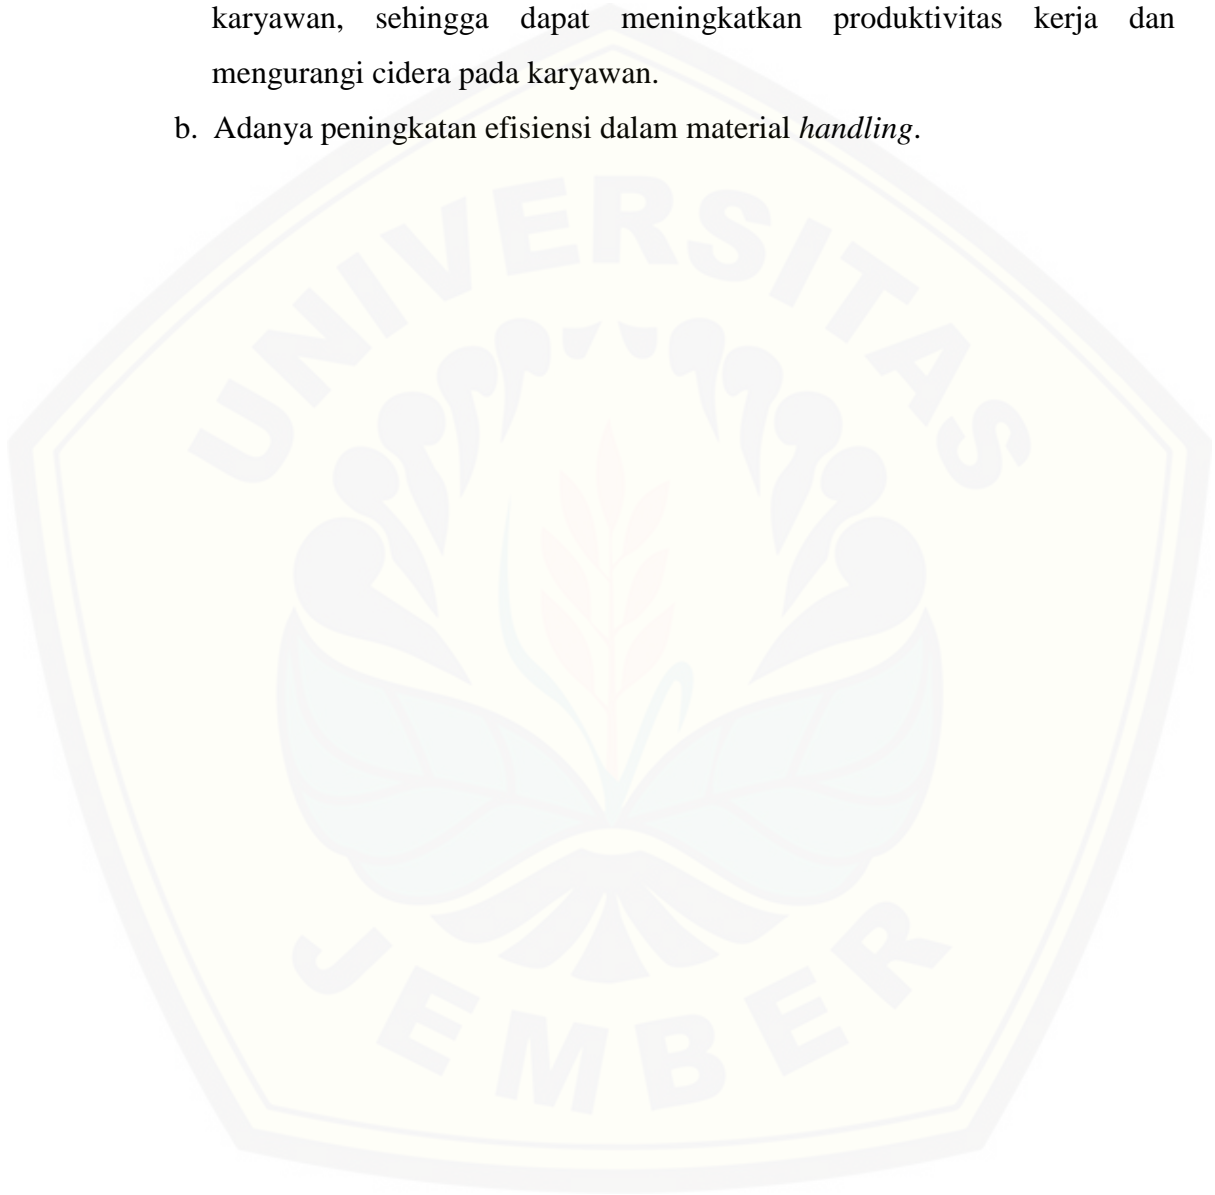 karyawan, sehingga dapat meningkatkan produktivitas kerja dan
mengurangi cidera pada karyawan.
b. Adanya peningkatan efisiensi dalam material handling.
UNIVERSITAS
JEMBER